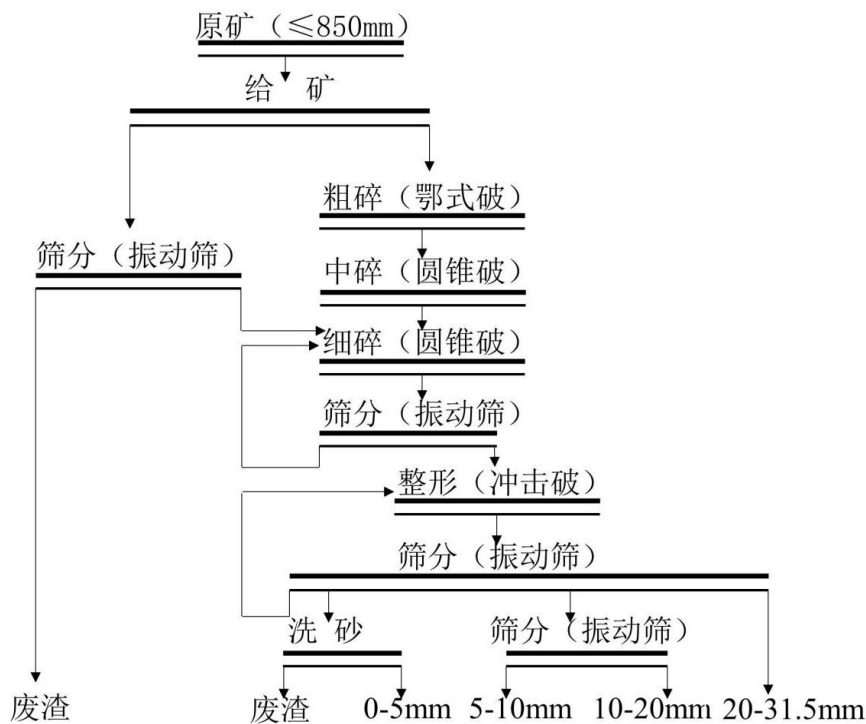 原矿（≤850mm）
给 矿
粗碎（鄂式破）
筛分（振动筛）
中碎（圆锥破）
细碎（圆锥破）
筛分（振动筛）
整形（冲击破）
筛分（振动筛）
洗 砂
筛分（振动筛）
废渣
废渣
0-5mm
5-10mm
10-20mm
20-31.5mm